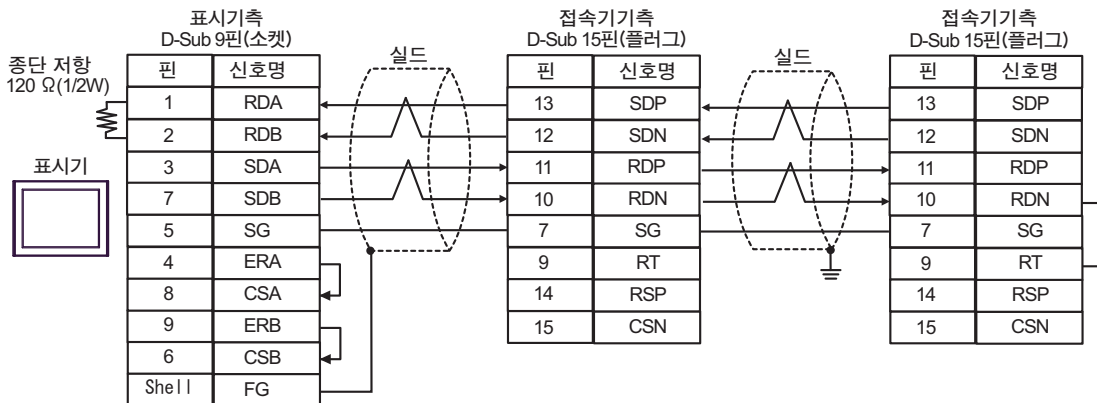 표시기측
D-Sub 9핀(소켓)
종단 저항
120 Ω(1/2W)
표시기
핀 신호명
1 RDA
2 RDB
3 SDA
7 SDB
5 SG
4 ERA
8 CSA
9 ERB
6 CSB
Shell FG
실드
접속기기측
D-Sub 15핀(플러그)
핀 신호명
13 SDP
12 SDN
11 RDP
10 RDN
7 SG
9 RT
14 RSP
15 CSN
실드
접속기기측
D-Sub 15핀(플러그)
핀 신호명
13 SDP
12 SDN
11 RDP
10 RDN
7 SG
9 RT
14 RSP
15 CSN